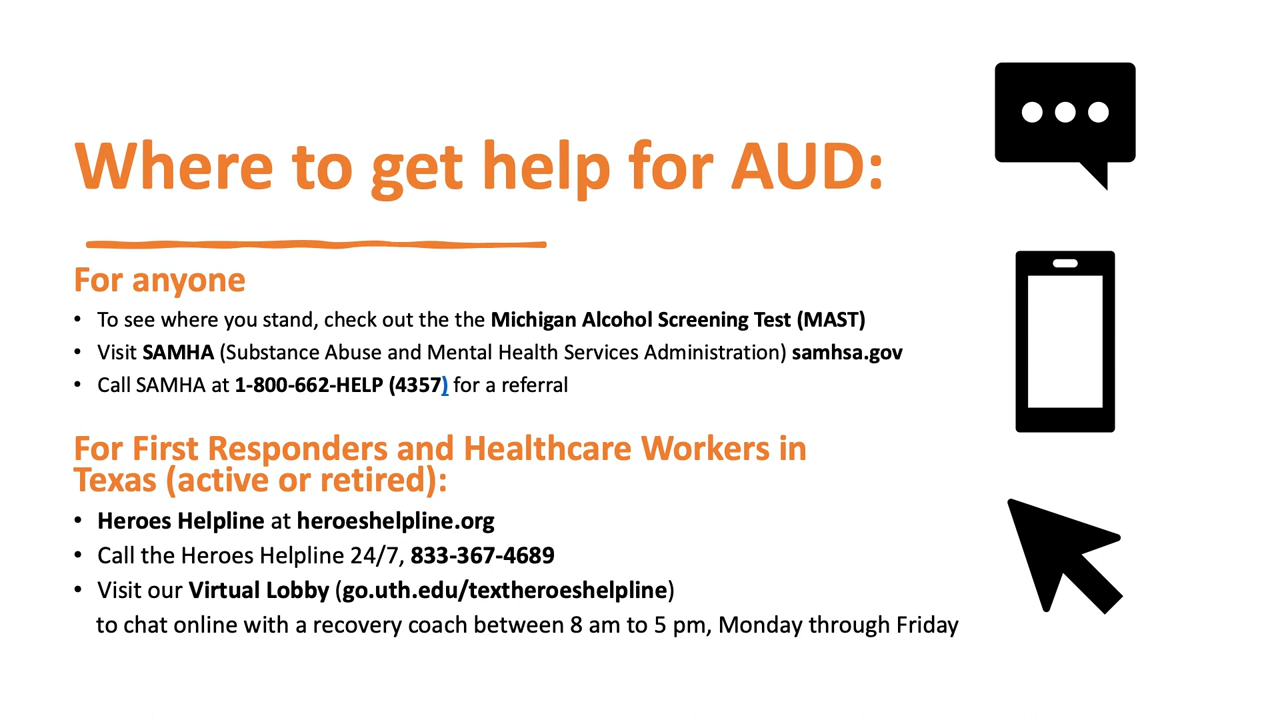 Where to get help for AUD:
For anyone
• To see where you stand, check out the the Michigan Alcohol Screening Test (MAST)
• Visit SAMHA (Substance Abuse and Mental Health Services Administration) samhsa.gov
• Call SAMHA at 1-800-662-HELP (4357) for a referral
For First Responders and Healthcare Workers in
Texas (active or retired):
• Heroes Helpline at heroeshelpline.org
• Call the Heroes Helpline 24/7, 833-367-4689
• Visit our Virtual Lobby (go.uth.edu/textheroeshelpline)
to chat online with a recovery coach between 8 am to 5 pm, Monday through Friday